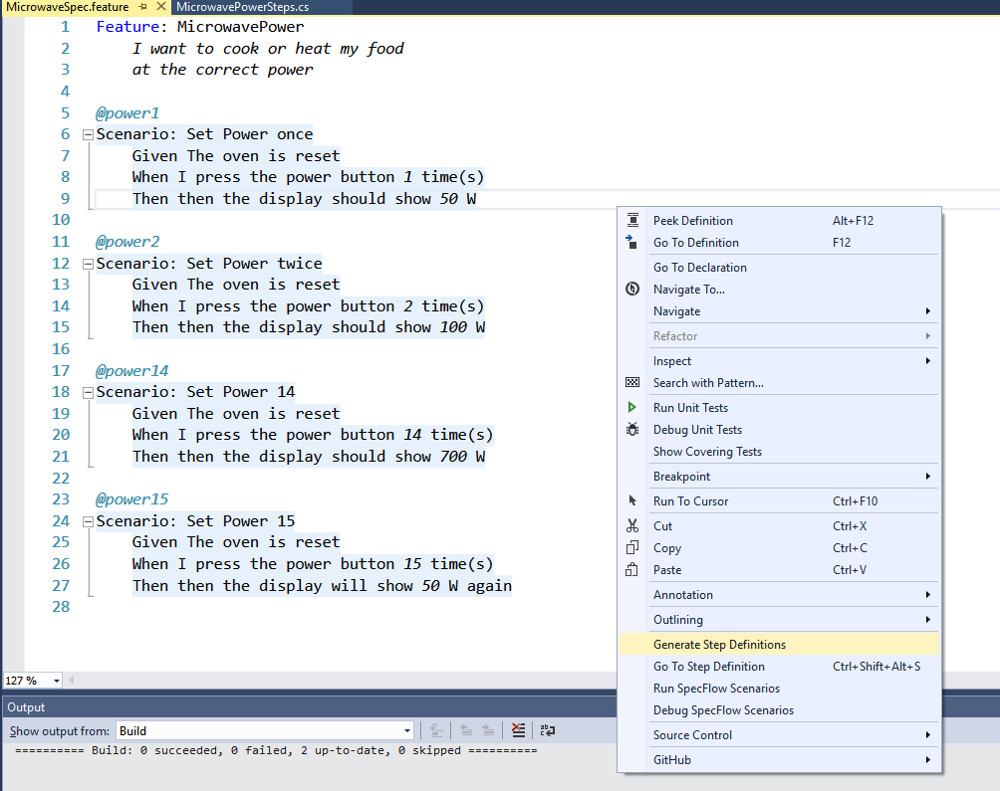 MicrowaveSpec.feature MicrowavePowerSteps.cs
1 Feature: MicrowavePower
2 I want to cook or heat my food
3 at the correct power
4
5 @power1
6 Scenario: Set Power once
7 Given The oven is reset
8 When I press the power button 1 time(s)
9 Then then the display should show 50 W
10
11 @power2
12 Scenario: Set Power twice
13 Given The oven is reset
14 When I press the power button 2 time(s)
15 Then then the display should show 100 W
16
17 @power14
18 Scenario: Set Power 14
19 Given The oven is reset
20 When I press the power button 14 time(s)
21 Then then the display should show 700 W
22
23 @power15
24 Scenario: Set Power 15
25 Given The oven is reset
26 When I press the power button 15 time(s)
27 Then then the display will show 50 W again
28
Peek Definition Alt+F12
Go To Definition F12
Go To Declaration
Navigate To...
Navigate
Refactor
Inspect
Search with Pattern...
Run Unit Tests
Debug Unit Tests
Show Covering Tests
Breakpoint
Run To Cursor Ctrl+F10
Cut Ctrl+X
Copy Ctrl+C
Paste Ctrl+V
Annotation
Outlining
Generate Step Definitions
Go To Step Definition Ctrl+Shift+Alt+S
Run SpecFlow Scenarios
Debug SpecFlow Scenarios
Source Control
GitHub
127 %
Output
Show output from: Build
========== Build: 0 succeeded, 0 failed, 2 up-to-date, 0 skipped ==========